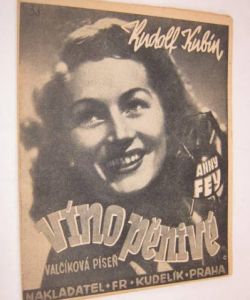 Rudolf Kubín
ANNY
FEY
víno pěnivé
VALČÍKOVÁ PÍSEŇ
NAKLADATEL·FR·KUDELÍK·PRAHA